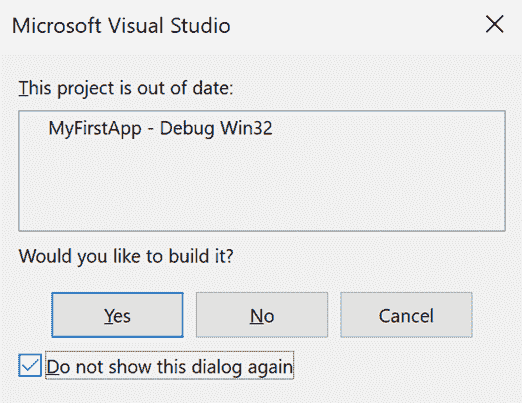 Microsoft Visual Studio
This project is out of date:
MyFirstApp - Debug Win32
Would you like to build it?
Yes No Cancel
Do not show this dialog again